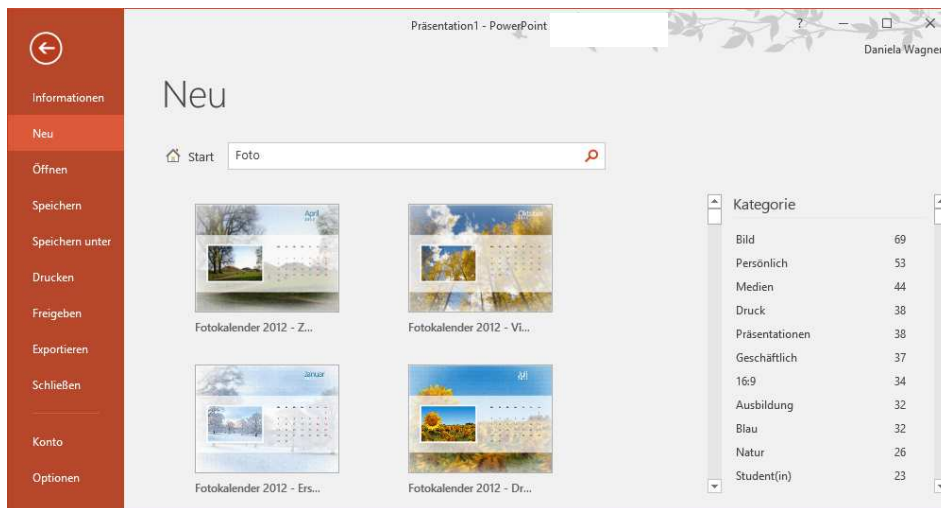 Präsentation1 - PowerPoint
?
Daniela Wagner
Informationen
Neu
Öffnen
Speichern
Speichern unter
Drucken
Freigeben
Exportieren
Schließen
Konto
Optionen
Neu
Start
Foto
April
Oktober
Fotokalender 2012 - Z...
Fotokalender 2012 - Vi...
Januar
Juli
Fotokalender 2012 - Ers...
Fotokalender 2012 - Dr...
Kategorie
Bild 69
Persönlich 53
Medien 44
Druck 38
Präsentationen 38
Geschäftlich 37
16:9 34
Ausbildung 32
Blau 32
Natur 26
Student(in) 23